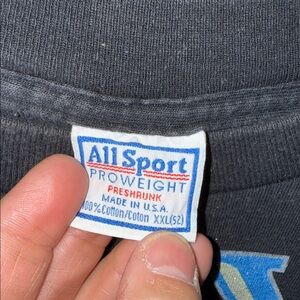 All Sport
PROWEIGHT
PRESHRUNK
MADE IN U.S.A.
100% Cotton/Coton XXL(52)